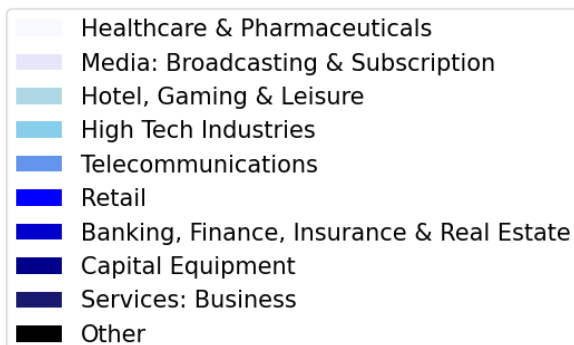 Healthcare & Pharmaceuticals
Media: Broadcasting & Subscription
Hotel, Gaming & Leisure
High Tech Industries
Telecommunications
Retail
Banking, Finance, Insurance & Real Estate
Capital Equipment
Services: Business
Other